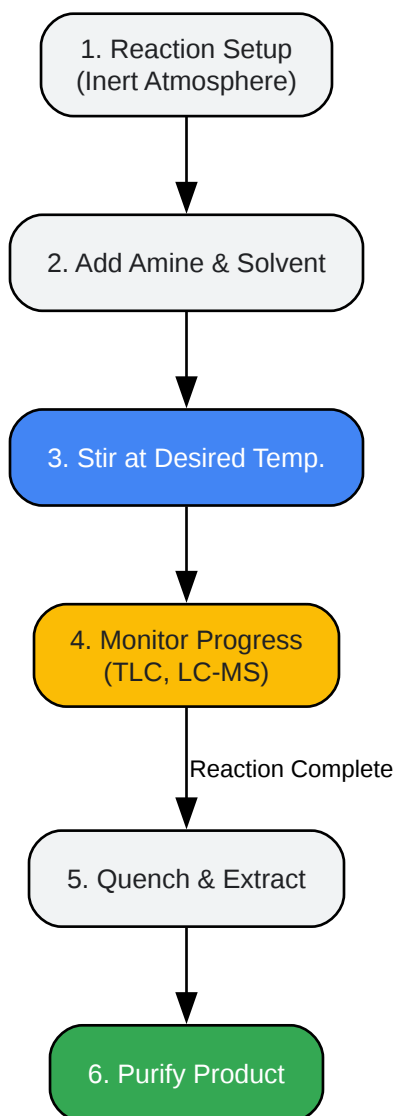 1. Reaction Setup
(Inert Atmosphere)
2. Add Amine & Solvent
3. Stir at Desired Temp.
4. Monitor Progress
(TLC, LC-MS)
Reaction Complete
5. Quench & Extract
6. Purify Product